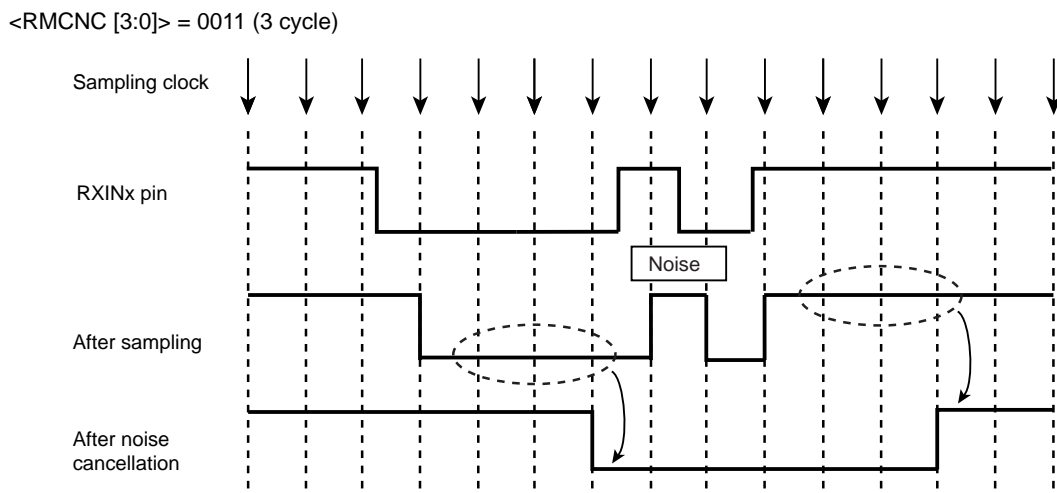 <RMCNC [3:0]> = 0011 (3 cycle)
Sampling clock
RXINx pin
Noise
After sampling
After noise
cancellation